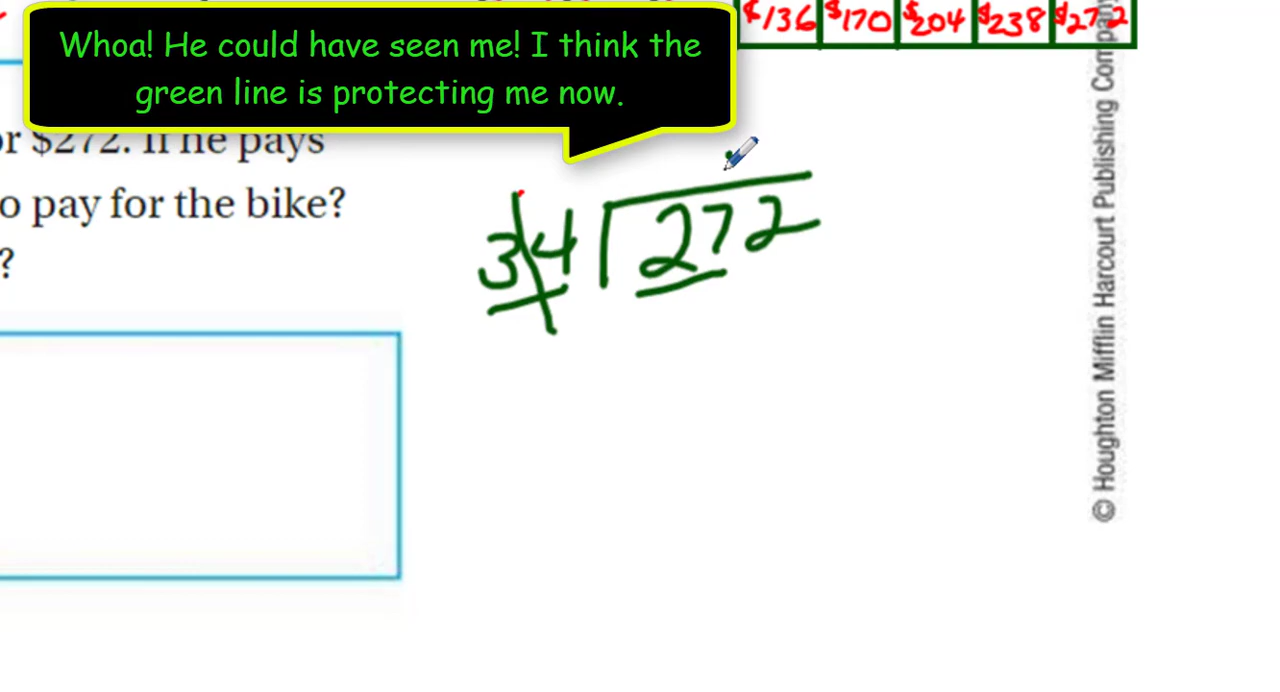 $136 $170 $204 $238 $272
Whoa! He could have seen me! I think the
green line is protecting me now.
or $272. If he pays
o pay for the bike?
?
34 272
© Houghton Mifflin Harcourt Publishing Company